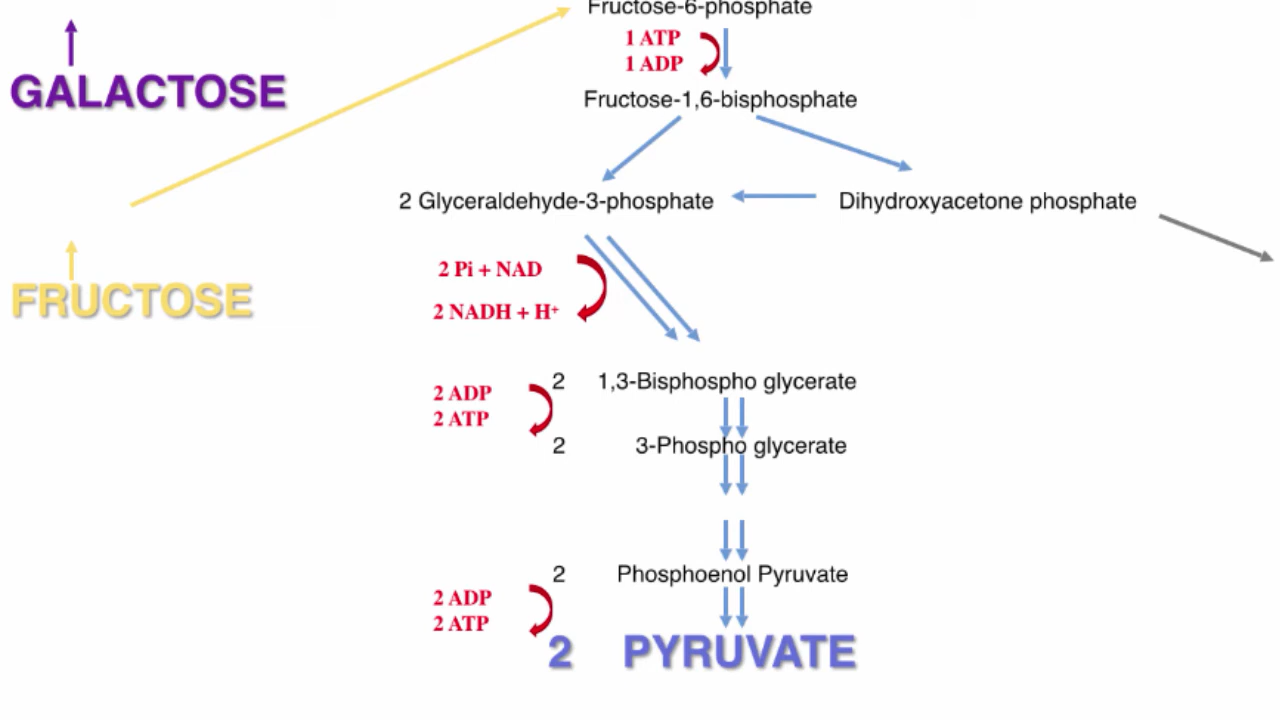 Fructose-6-phosphate
1 ATP
1 ADP
GALACTOSE
Fructose-1,6-bisphosphate
2 Glyceraldehyde-3-phosphate
Dihydroxyacetone phosphate
2 Pi + NAD
FRUCTOSE
2 NADH + H⁺
2 1,3-Bisphospho glycerate
2 ADP
2 ATP
2 3-Phospho glycerate
2 Phosphoenol Pyruvate
2 ADP
2 ATP
2 PYRUVATE